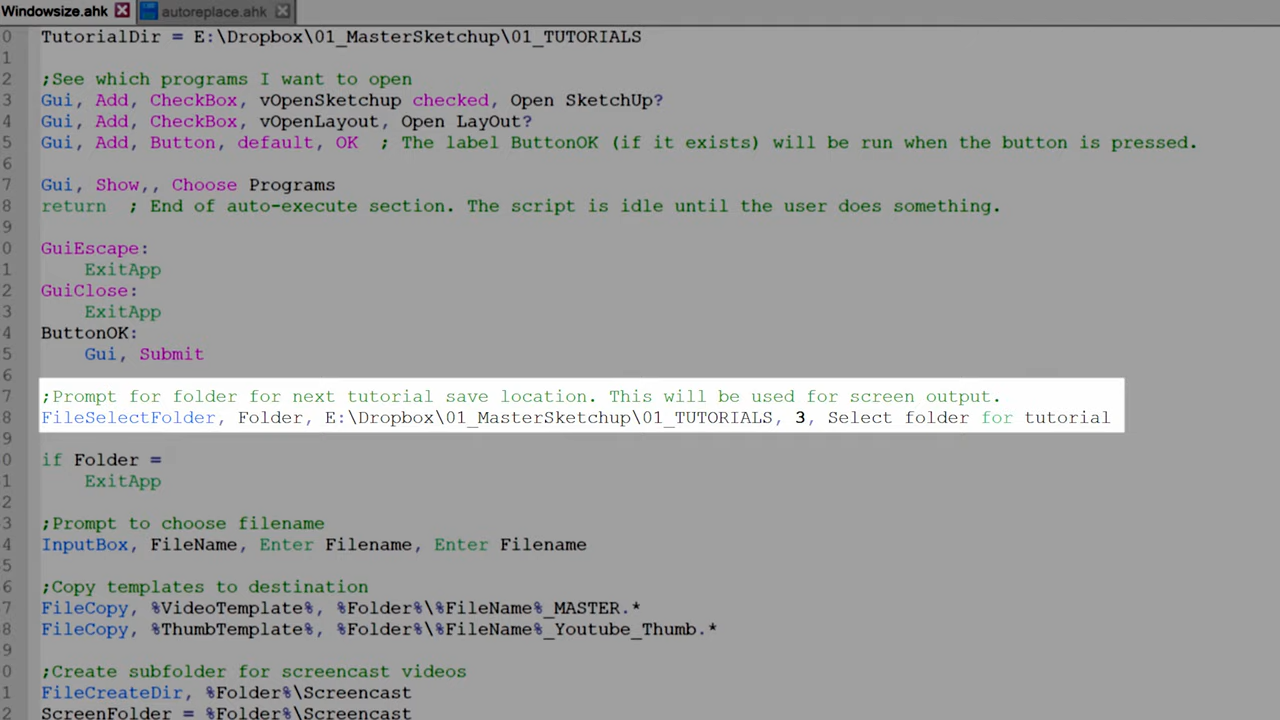 Windowsize.ahk autoreplace.ahk
0 TutorialDir = E:\Dropbox\01_MasterSketchup\01_TUTORIALS
1
2 ;See which programs I want to open
3 Gui, Add, CheckBox, vOpenSketchup checked, Open SketchUp?
4 Gui, Add, CheckBox, vOpenLayout, Open LayOut?
5 Gui, Add, Button, default, OK  ; The label ButtonOK (if it exists) will be run when the button is pressed.
6
7 Gui, Show,, Choose Programs
8 return  ; End of auto-execute section. The script is idle until the user does something.
9
0 GuiEscape:
1     ExitApp
2 GuiClose:
3     ExitApp
4 ButtonOK:
5     Gui, Submit
6
7 ;Prompt for folder for next tutorial save location. This will be used for screen output.
8 FileSelectFolder, Folder, E:\Dropbox\01_MasterSketchup\01_TUTORIALS, 3, Select folder for tutorial
9
0 if Folder =
1     ExitApp
2
3 ;Prompt to choose filename
4 InputBox, FileName, Enter Filename, Enter Filename
5
6 ;Copy templates to destination
7 FileCopy, %VideoTemplate%, %Folder%\%FileName%_MASTER.*
8 FileCopy, %ThumbTemplate%, %Folder%\%FileName%_Youtube_Thumb.*
9
0 ;Create subfolder for screencast videos
1 FileCreateDir, %Folder%\Screencast
2 ScreenFolder = %Folder%\Screencast